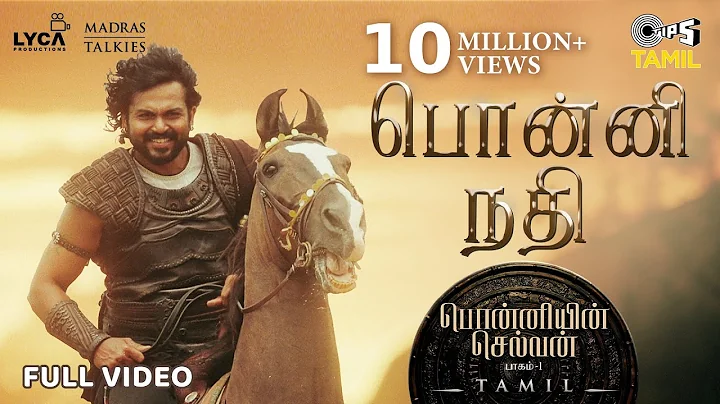 LYCA
PRODUCTIONS
MADRAS
TALKIES
10 MILLION+
VIEWS
TIPS
TAMIL
பொன்னி
நதி
பொன்னியின்
செல்வன்
பாகம்-1
TAMIL
FULL VIDEO